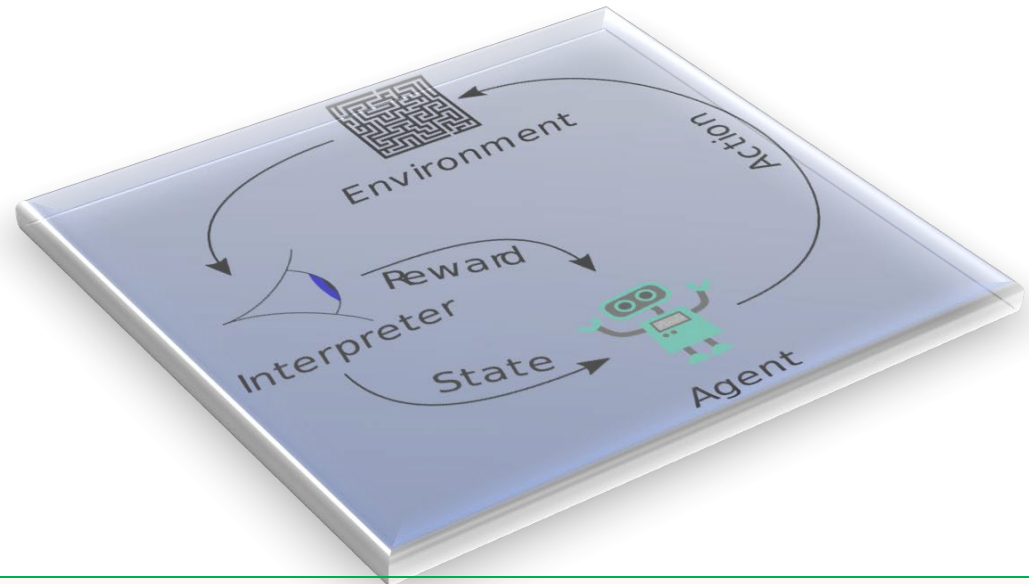 Environment
Action
Reward
Interpreter
State
Agent